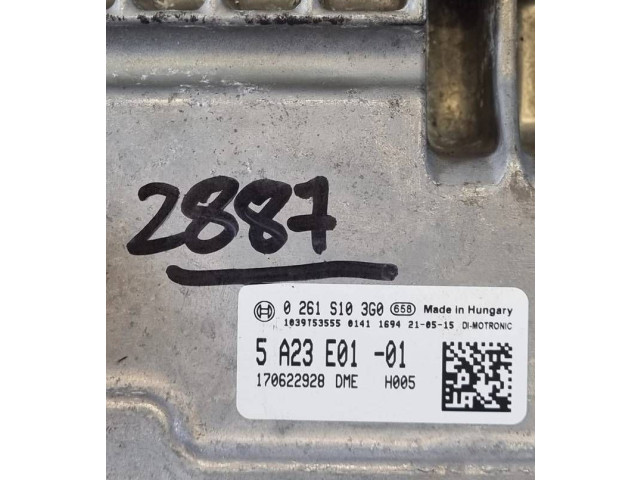 2887
0 261 S10 3G0 658 Made in Hungary
1039T53555 0141 1694 21-05-15 DI-MOTRONIC
5 A23 E01 -01
170622928 DME H005